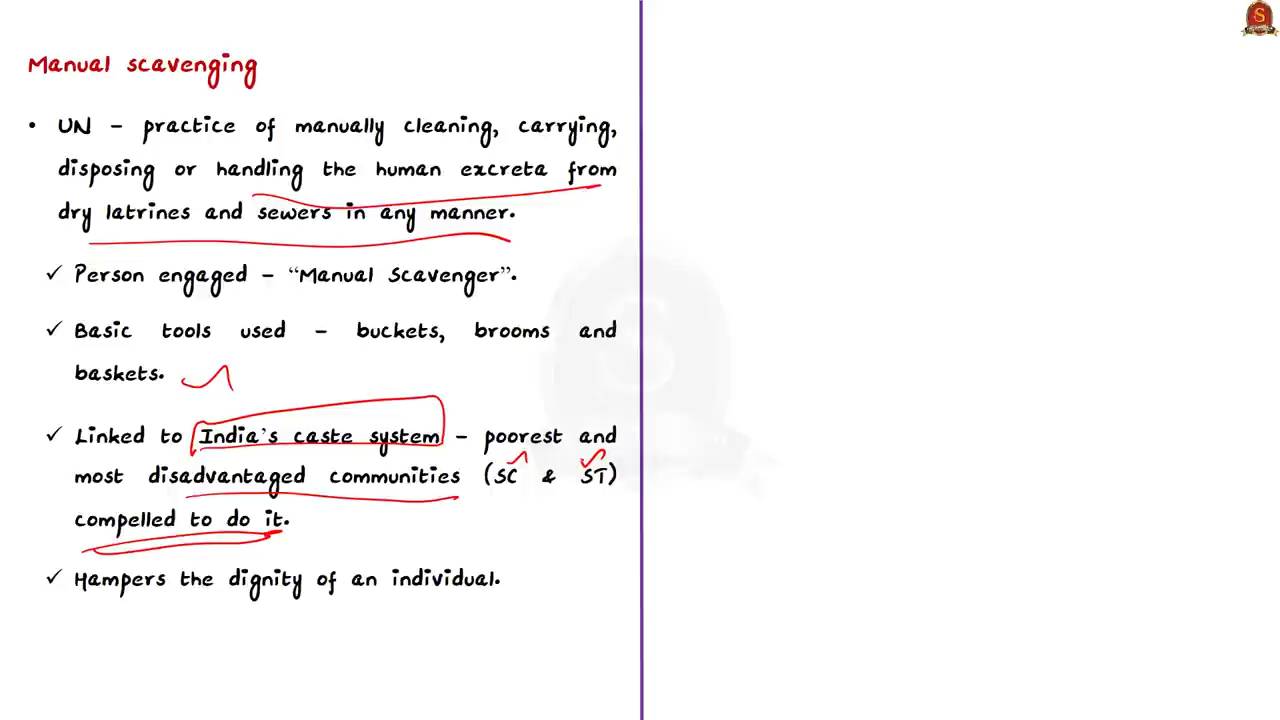 Manual scavenging
• UN – practice of manually cleaning, carrying,
disposing or handling the human excreta from
dry latrines and sewers in any manner.
✓ Person engaged – “Manual Scavenger”.
✓ Basic tools used – buckets, brooms and
baskets.
✓ Linked to India's caste system – poorest and
most disadvantaged communities (SC & ST)
compelled to do it.
✓ Hampers the dignity of an individual.
S